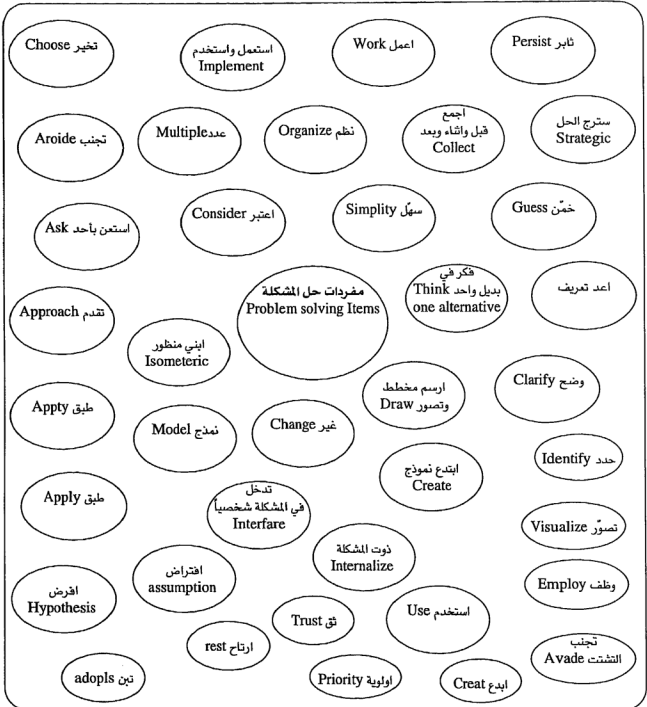 Choose تخير
استعمل واستخدم
Implement
Work اعمل
Persist ثابر
Aroide تجنب
Multiple عدد
Organize نظم
اجمع
قبل واثناء وبعد
Collect
سترج الحل
Strategic
Ask استعن بأحد
Consider اعتبر
Simplity سهّل
Guess خمّن
Approach تقدم
ابني منظور
Isometeric
مفردات حل المشكلة
Problem solving Items
فكر في
Think بديل واحد
one alternative
اعد تعريف
Appty طبق
Model نمذج
Change غير
ارسم مخطط
Draw وتصور
Clarify وضح
Apply طبق
تدخل
في المشكلة شخصياً
Interfare
ابتدع نموذج
Create
Identify حدد
Visualize تصوّر
افرض
Hypothesis
افتراض
assumption
ذوت المشكلة
Internalize
Employ وظف
rest ارتاح
Trust ثق
Use استخدم
adopls تبن
Priority اولوية
Creat ابدع
تجنب
Avade التشتت